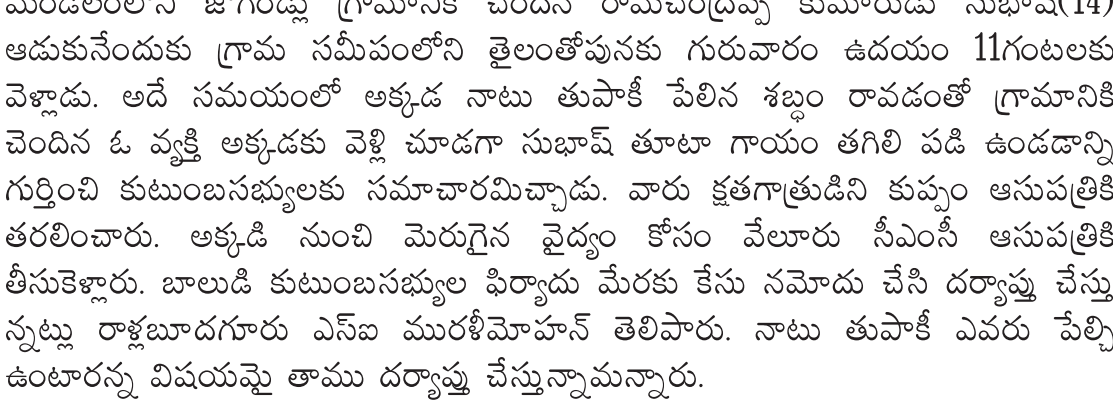 మండలంలోని జోగిండ్లు గ్రామానికి చెందిన రామచంద్రప్ప కుమారుడు సుభాష్(14)
ఆడుకునేందుకు గ్రామ సమీపంలోని తైలంతోపునకు గురువారం ఉదయం 11గంటలకు
వెళ్లాడు. అదే సమయంలో అక్కడ నాటు తుపాకీ పేలిన శబ్ధం రావడంతో గ్రామానికి
చెందిన ఓ వ్యక్తి అక్కడకు వెళ్లి చూడగా సుభాష్ తూటా గాయం తగిలి పడి ఉండడాన్ని
గుర్తించి కుటుంబసభ్యులకు సమాచారమిచ్చాడు. వారు క్షతగాత్రుడిని కుప్పం ఆసుపత్రికి
తరలించారు. అక్కడి నుంచి మెరుగైన వైద్యం కోసం వేలూరు సీఎంసీ ఆసుపత్రికి
తీసుకెళ్లారు. బాలుడి కుటుంబసభ్యుల ఫిర్యాదు మేరకు కేసు నమోదు చేసి దర్యాప్తు చేస్తు
న్నట్లు రాళ్లబూదగూరు ఎస్ఐ మురళీమోహన్ తెలిపారు. నాటు తుపాకీ ఎవరు పేల్చి
ఉంటారన్న విషయమై తాము దర్యాప్తు చేస్తున్నామన్నారు.